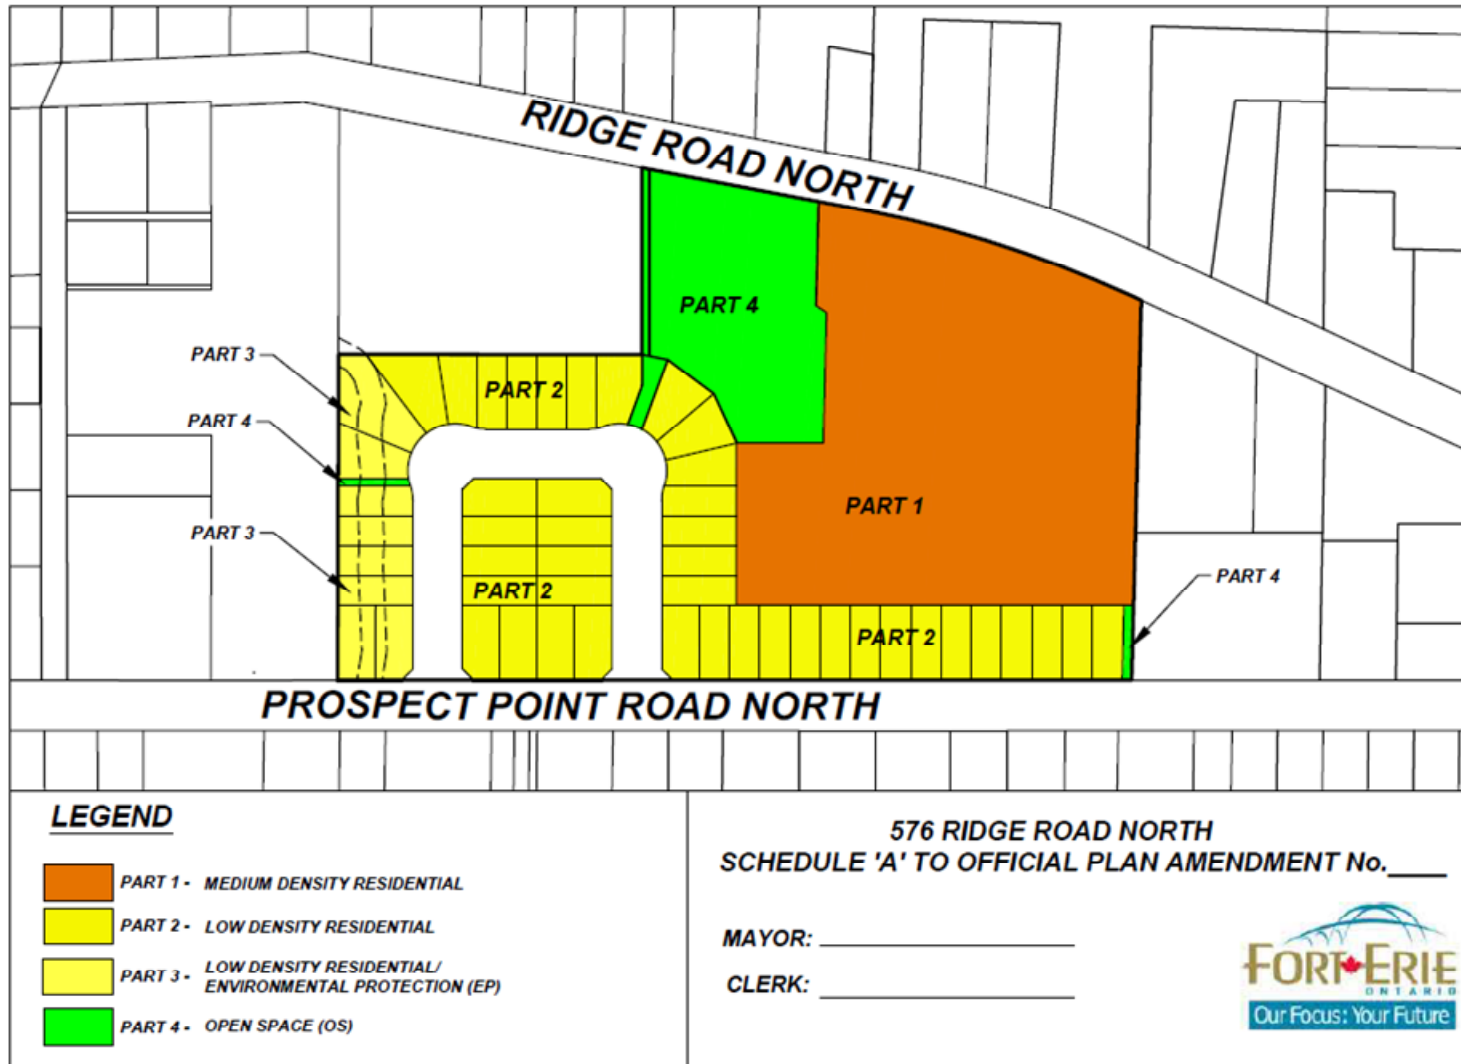 RIDGE ROAD NORTH
PART 4
PART 3
PART 2
PART 4
PART 1
PART 3
PART 2
PART 4
PART 2
PROSPECT POINT ROAD NORTH
LEGEND
PART 1 - MEDIUM DENSITY RESIDENTIAL
PART 2 - LOW DENSITY RESIDENTIAL
PART 3 - LOW DENSITY RESIDENTIAL/
ENVIRONMENTAL PROTECTION (EP)
PART 4 - OPEN SPACE (OS)
576 RIDGE ROAD NORTH
SCHEDULE 'A' TO OFFICIAL PLAN AMENDMENT No.____
MAYOR: ____________________
CLERK: ____________________
FORT ERIE
ONTARIO
Our Focus: Your Future